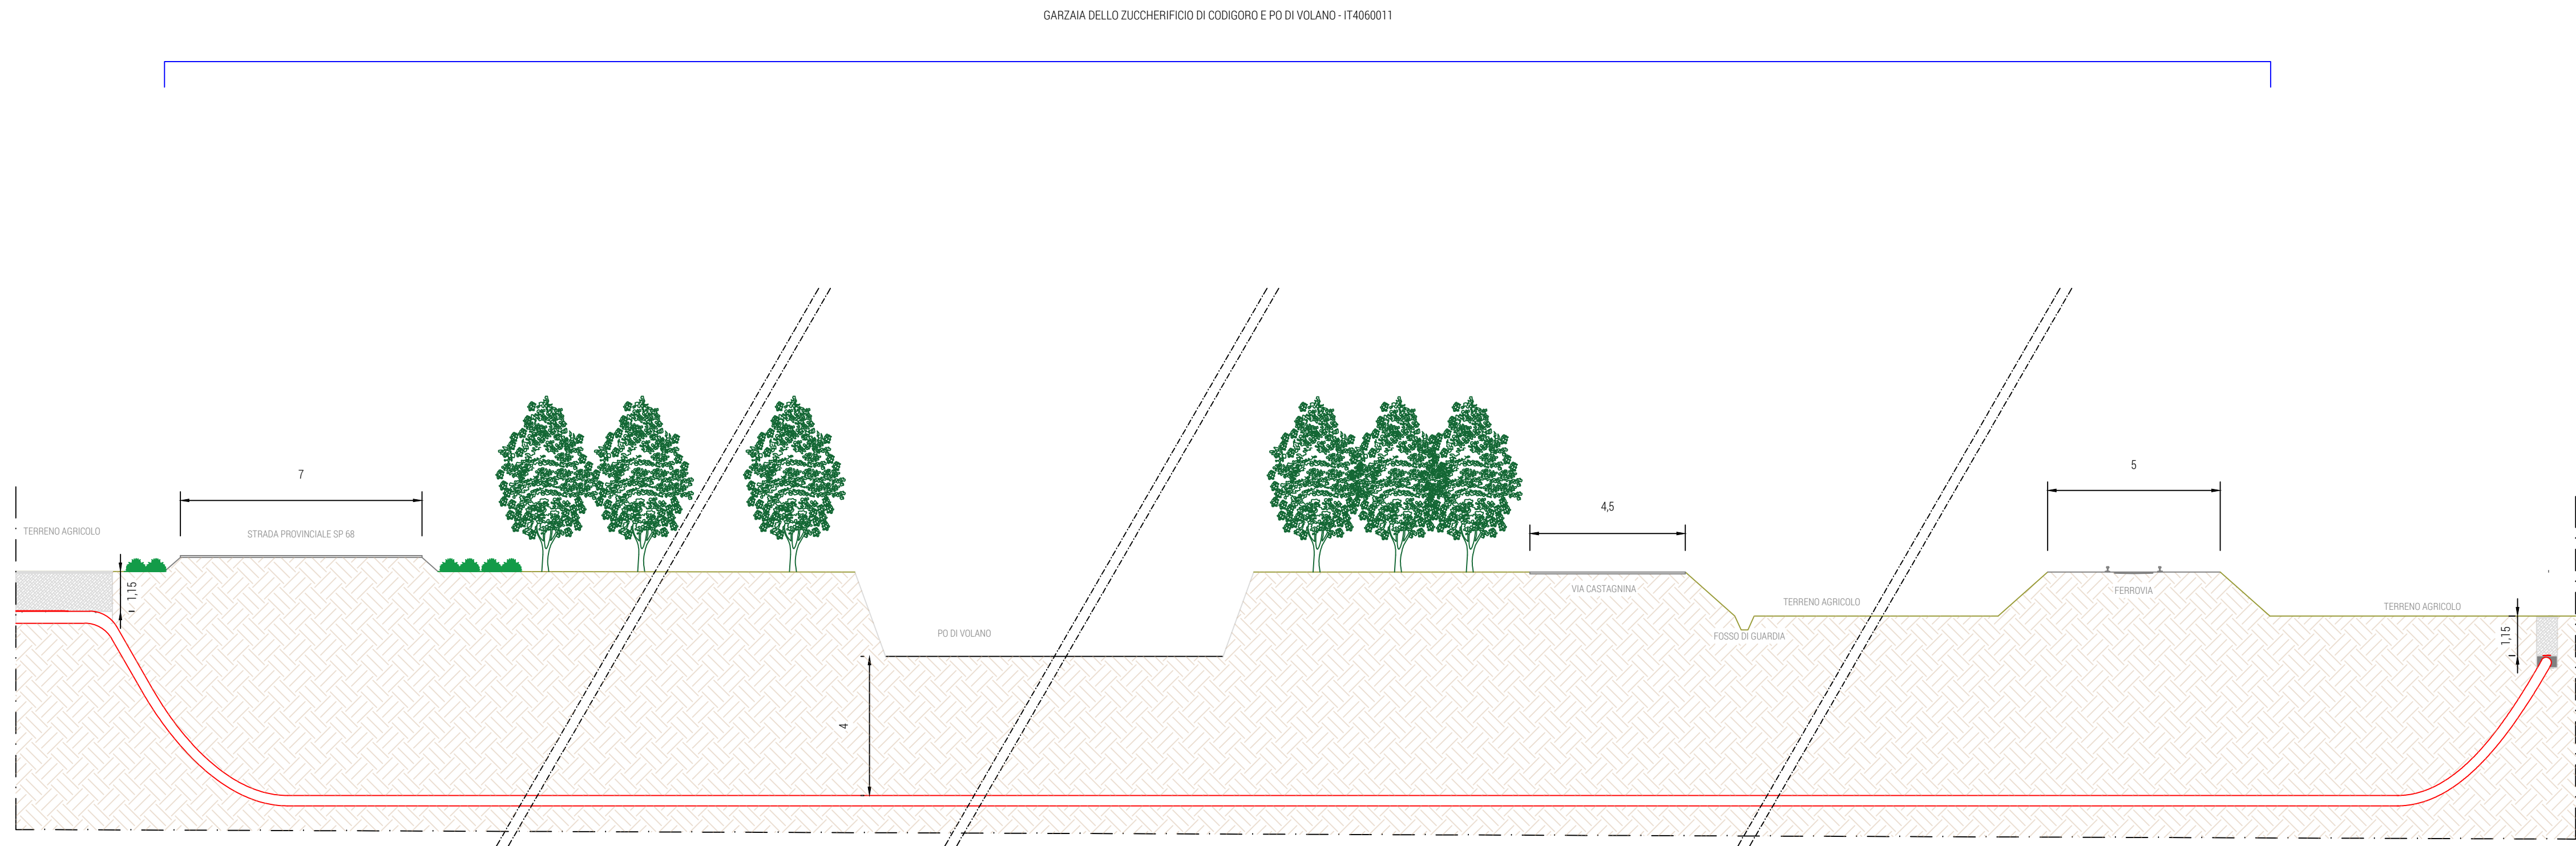 GARZAIA DELLO ZUCCHERIFICIO DI CODIGORO E PO DI VOLANO - IT4060011
7
4,5
5
TERRENO AGRICOLO
STRADA PROVINCIALE SP 68
1,15
VIA CASTAGNINA
FERROVIA
TERRENO AGRICOLO
TERRENO AGRICOLO
PO DI VOLANO
FOSSO DI GUARDIA
1,15
4